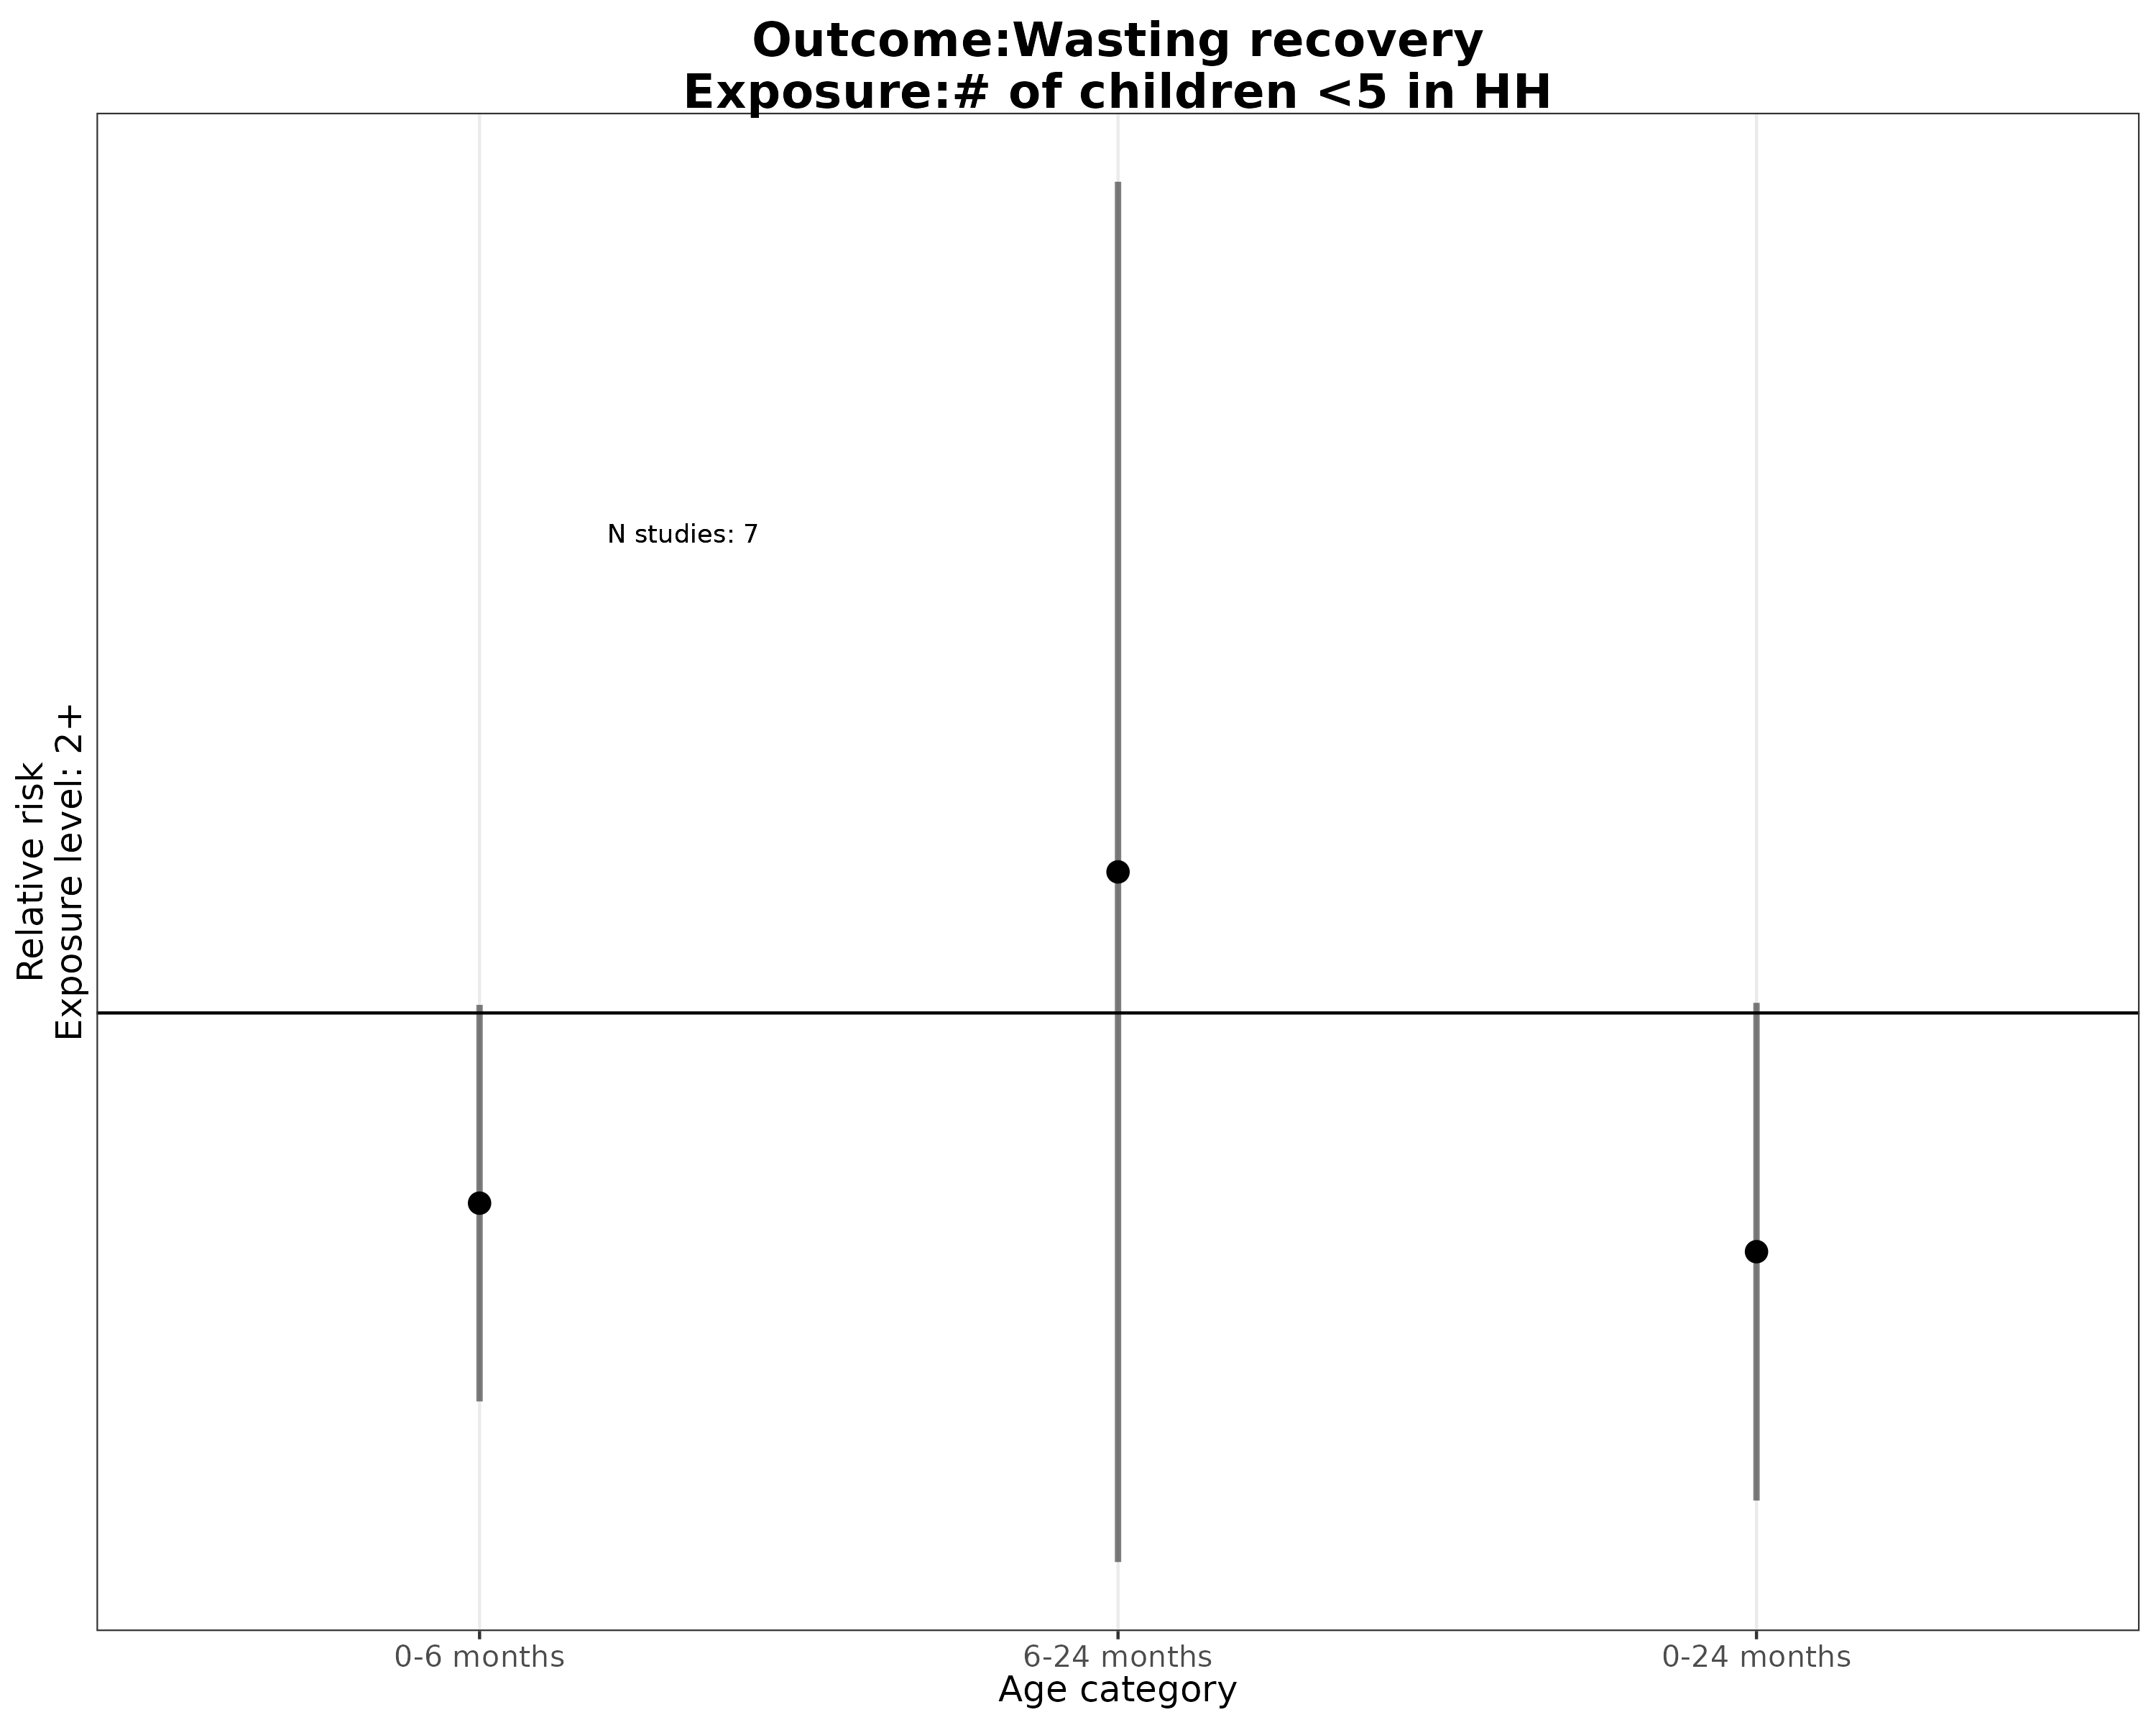 Outcome:Wasting recovery
Exposure:# of children <5 in HH
N studies: 7
Relative risk
Exposure level: 2+
0-6 months
6-24 months
0-24 months
Age category